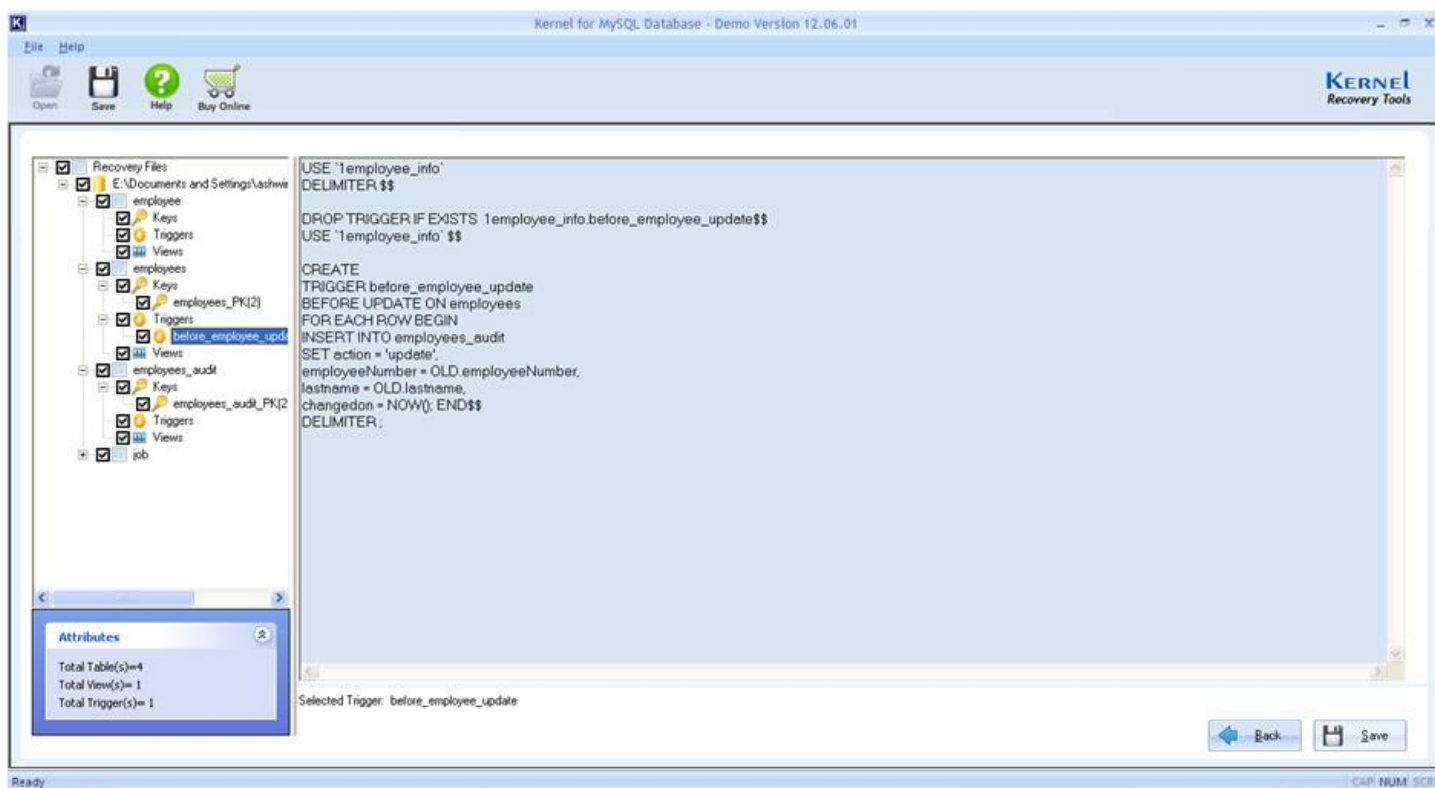 Kernel for MySQL Database - Demo Version 12.06.01
File Help
Open Save Help Buy Online
KERNEL
Recovery Tools
Recovery Files
E:\Documents and Settings\ashwi
employee
Keys
Triggers
Views
employees
Keys
employees_PK(2)
Triggers
before_employee_upda
Views
employees_audit
Keys
employees_audit_PK(2
Triggers
Views
job
USE `1employee_info`
DELIMITER $$
DROP TRIGGER IF EXISTS 1employee_info.before_employee_update$$
USE `1employee_info` $$
CREATE
TRIGGER before_employee_update
BEFORE UPDATE ON employees
FOR EACH ROW BEGIN
INSERT INTO employees_audit
SET action = 'update',
employeeNumber = OLD.employeeNumber,
lastname = OLD.lastname,
changedon = NOW(); END$$
DELIMITER ;
Attributes
Total Table(s)=4
Total View(s)= 1
Total Trigger(s)= 1
Selected Trigger: before_employee_update
Back Save
Ready
CAP NUM SCR